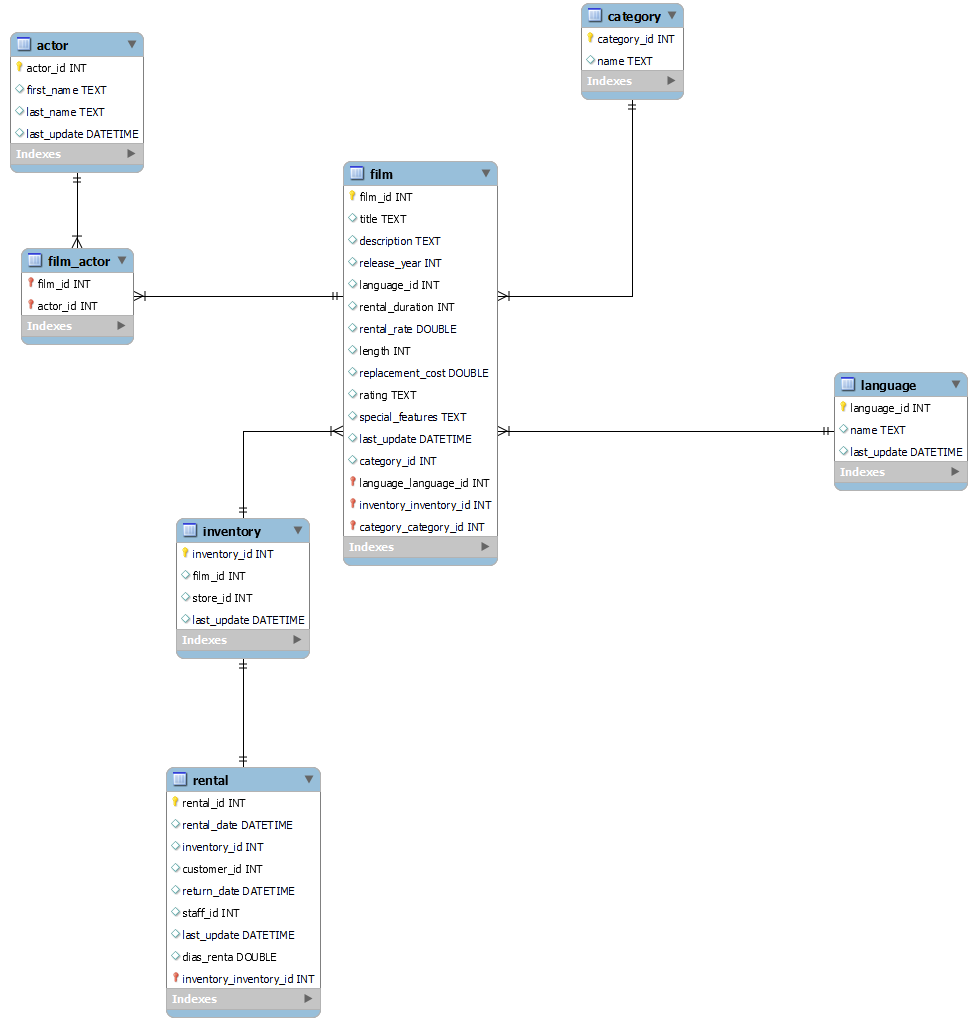 actor
actor_id INT
first_name TEXT
last_name TEXT
last_update DATETIME
Indexes
film_actor
film_id INT
actor_id INT
Indexes
category
category_id INT
name TEXT
Indexes
film
film_id INT
title TEXT
description TEXT
release_year INT
language_id INT
rental_duration INT
rental_rate DOUBLE
length INT
replacement_cost DOUBLE
rating TEXT
special_features TEXT
last_update DATETIME
category_id INT
language_language_id INT
inventory_inventory_id INT
category_category_id INT
Indexes
language
language_id INT
name TEXT
last_update DATETIME
Indexes
inventory
inventory_id INT
film_id INT
store_id INT
last_update DATETIME
Indexes
rental
rental_id INT
rental_date DATETIME
inventory_id INT
customer_id INT
return_date DATETIME
staff_id INT
last_update DATETIME
dias_renta DOUBLE
inventory_inventory_id INT
Indexes